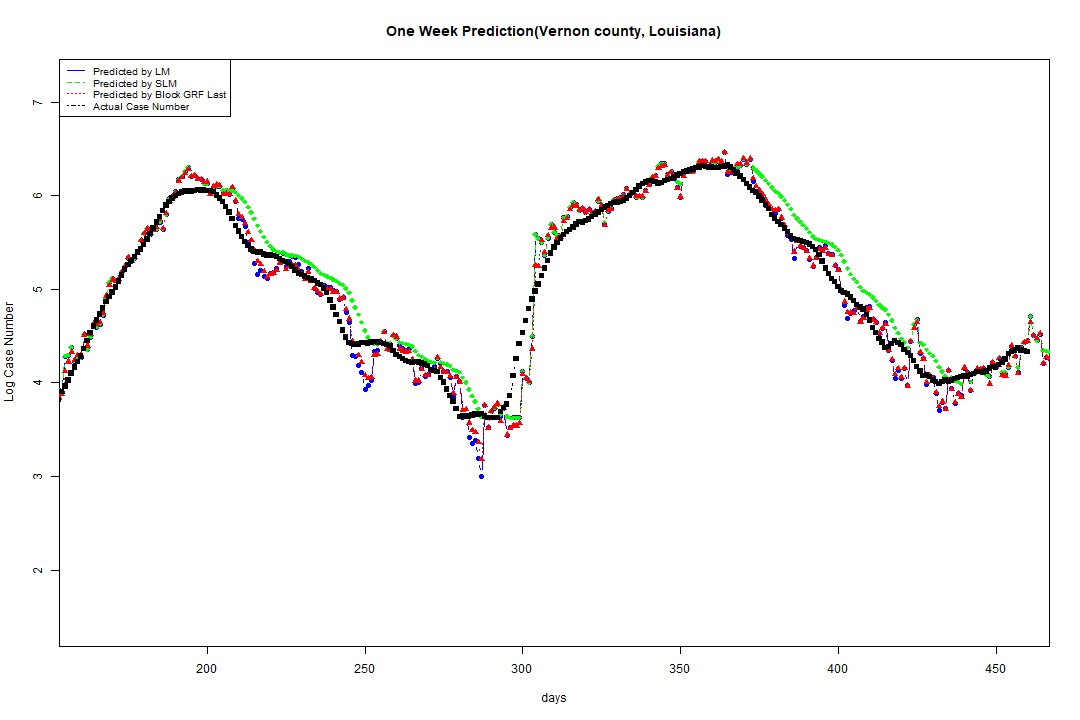 One Week Prediction(Vernon county, Louisiana)
Predicted by LM
Predicted by SLM
Predicted by Block GRF Last
Actual Case Number
7
6
5
4
3
2
Log Case Number
200 250 300 350 400 450
days